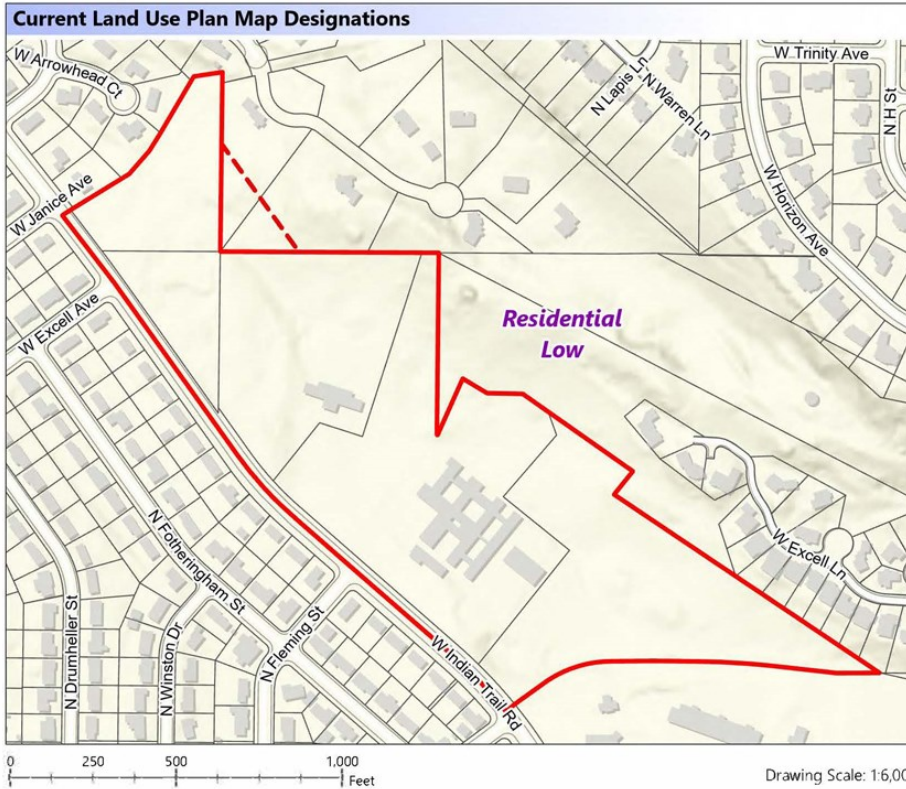 Current Land Use Plan Map Designations
W Arrowhead Ct
N Lapis Ln
N Warren Ln
W Trinity Ave
N H St
W Janice Ave
W Horizon Ave
W Excell Ave
Residential
Low
W Excell Ln
N Fotheringham St
N Drumheller St
N Winston Dr
N Fleming St
W Indian Trail Rd
0 250 500 1,000
Feet
Drawing Scale: 1:6,00